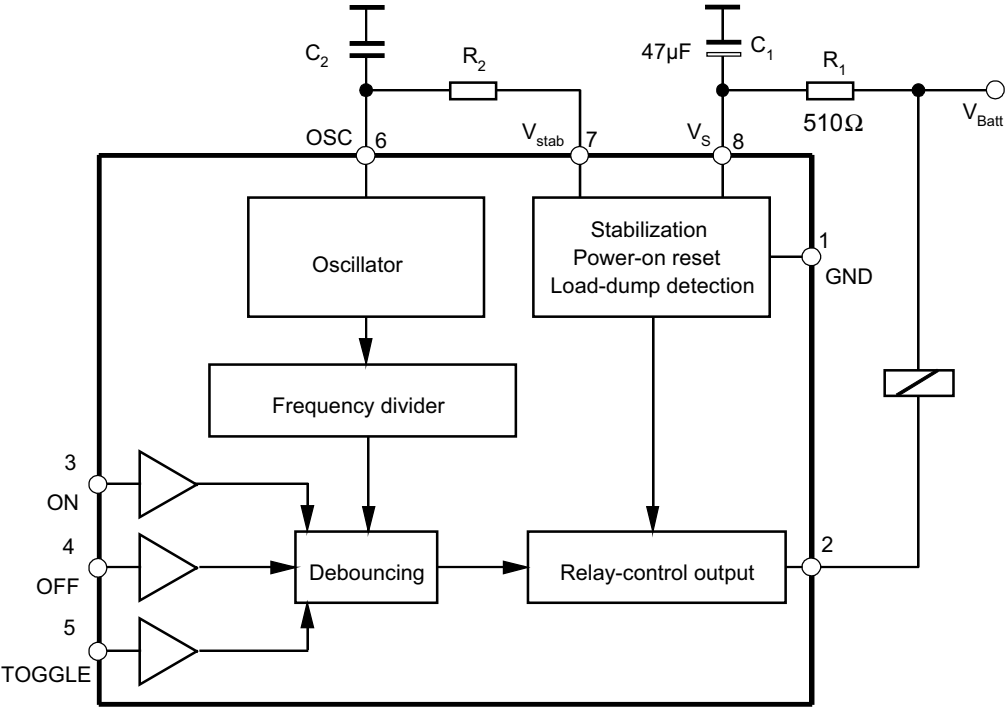 C2
R2
47µF
C1
R1
510Ω
VBatt
OSC
6
Vstab
7
VS
8
Oscillator
Stabilization
Power-on reset
Load-dump detection
1
GND
Frequency divider
3
ON
4
OFF
5
TOGGLE
Debouncing
Relay-control output
2